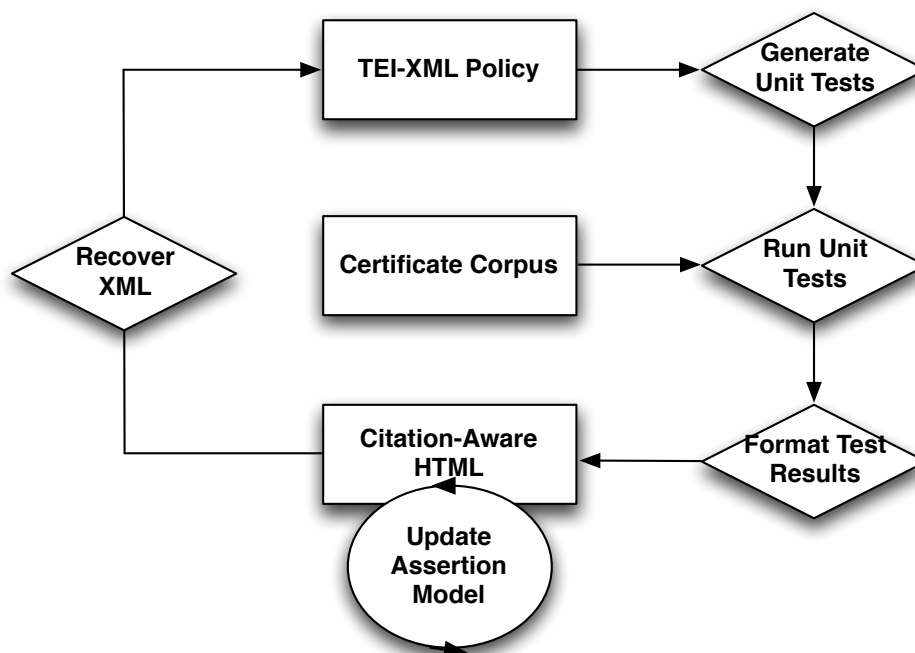 TEI-XML Policy
Generate
Unit Tests
Recover
XML
Certificate Corpus
Run Unit
Tests
Citation-Aware
HTML
Format Test
Results
Update
Assertion
Model